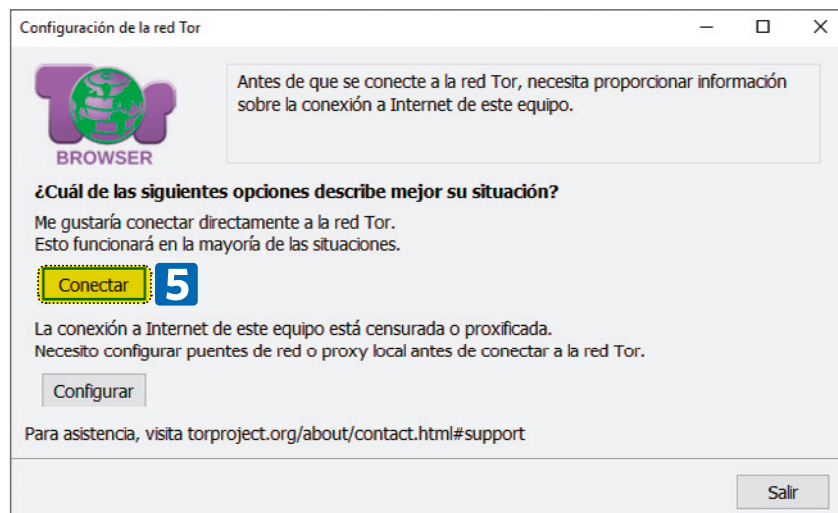 Configuración de la red Tor
Tor
BROWSER
Antes de que se conecte a la red Tor, necesita proporcionar información
sobre la conexión a Internet de este equipo.
¿Cuál de las siguientes opciones describe mejor su situación?
Me gustaría conectar directamente a la red Tor.
Esto funcionará en la mayoría de las situaciones.
Conectar
5
La conexión a Internet de este equipo está censurada o proxificada.
Necesito configurar puentes de red o proxy local antes de conectar a la red Tor.
Configurar
Para asistencia, visita torproject.org/about/contact.html#support
Salir